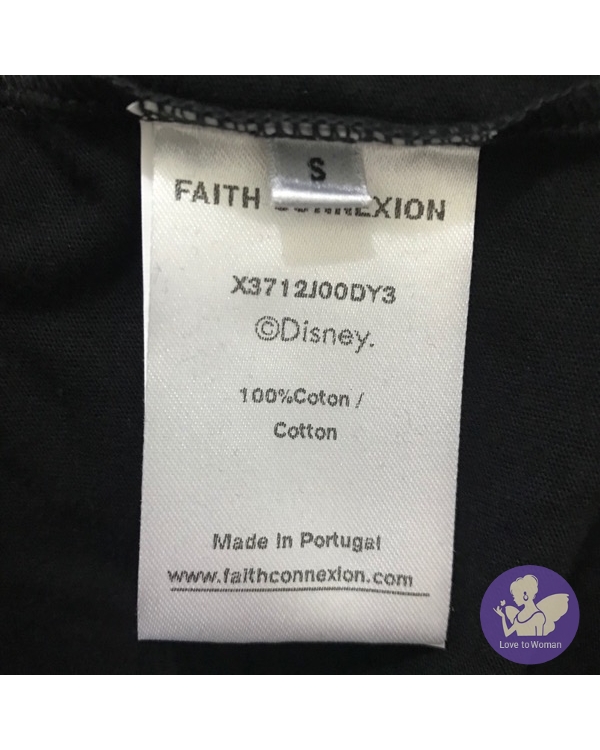 S
FAITH CONNEXION
X3712J00DY3
©Disney.
100%Coton /
Cotton
Made in Portugal
www.faithconnexion.com
Love to Woman